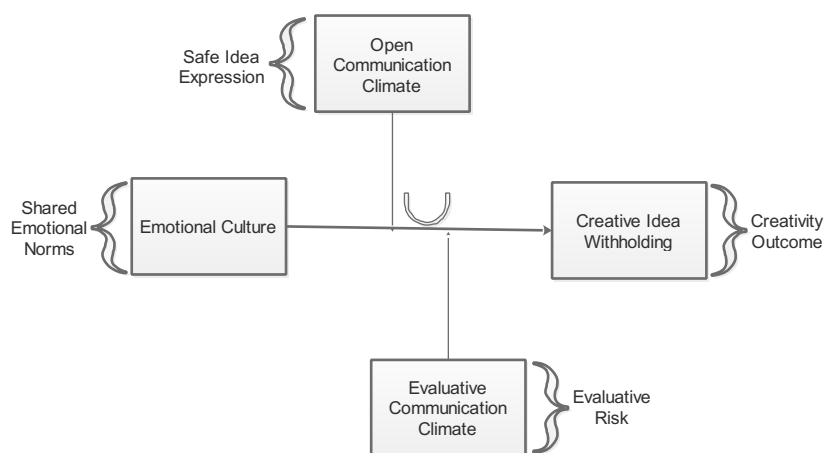 Safe Idea
Expression
Open
Communication
Climate
Shared
Emotional
Norms
Emotional Culture
Creative Idea
Withholding
Creativity
Outcome
Evaluative
Communication
Climate
Evaluative
Risk